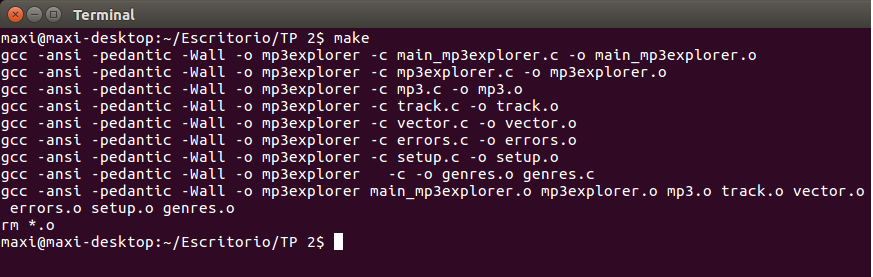 Terminal
maxi@maxi-desktop:~/Escritorio/TP 2$ make
gcc -ansi -pedantic -Wall -o mp3explorer -c main_mp3explorer.c -o main_mp3explorer.o
gcc -ansi -pedantic -Wall -o mp3explorer -c mp3explorer.c -o mp3explorer.o
gcc -ansi -pedantic -Wall -o mp3explorer -c mp3.c -o mp3.o
gcc -ansi -pedantic -Wall -o mp3explorer -c track.c -o track.o
gcc -ansi -pedantic -Wall -o mp3explorer -c vector.c -o vector.o
gcc -ansi -pedantic -Wall -o mp3explorer -c errors.c -o errors.o
gcc -ansi -pedantic -Wall -o mp3explorer -c setup.c -o setup.o
gcc -ansi -pedantic -Wall -o mp3explorer   -c -o genres.o genres.c
gcc -ansi -pedantic -Wall -o mp3explorer main_mp3explorer.o mp3explorer.o mp3.o track.o vector.o
 errors.o setup.o genres.o
rm *.o
maxi@maxi-desktop:~/Escritorio/TP 2$